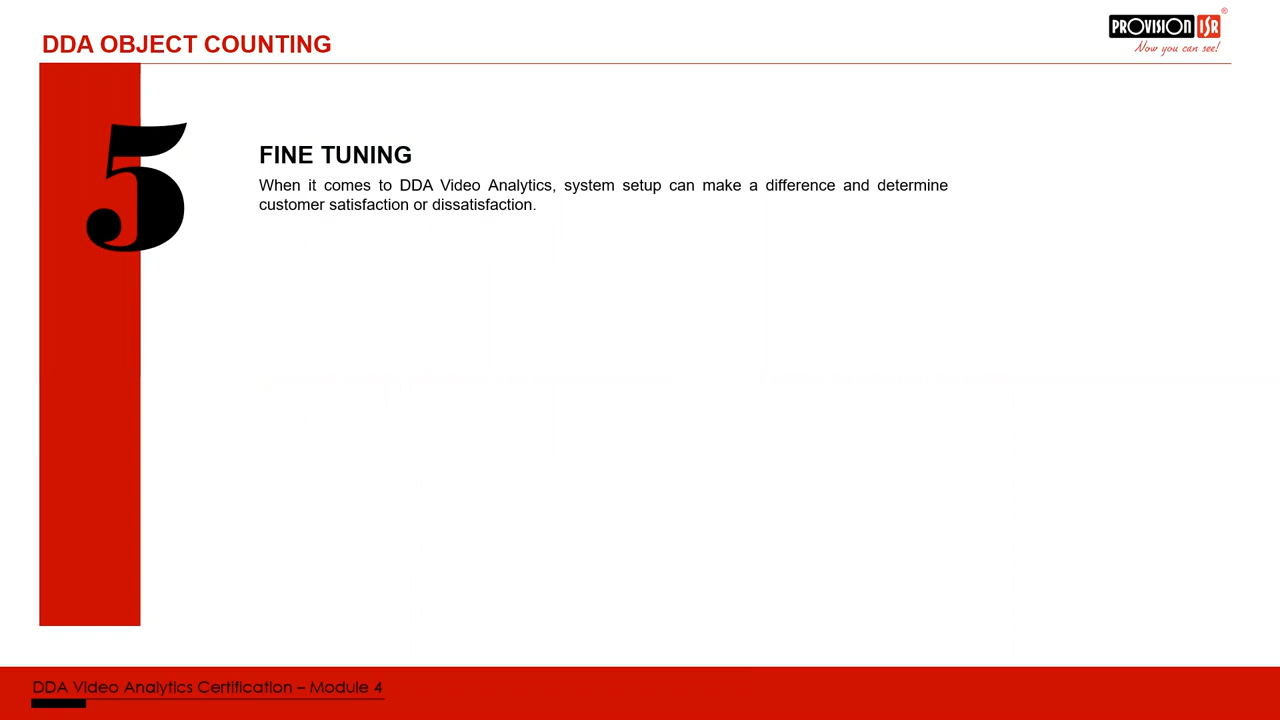 DDA OBJECT COUNTING
PROVISION ISR®
Now you can see!
5
FINE TUNING
When it comes to DDA Video Analytics, system setup can make a difference and determine
customer satisfaction or dissatisfaction.
DDA Video Analytics Certification – Module 4